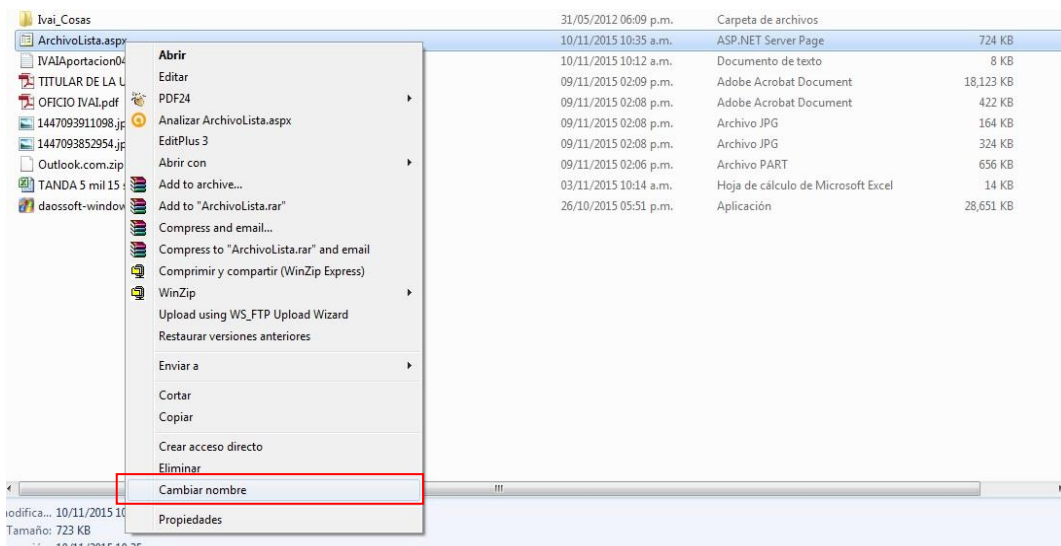 Ivai_Cosas 31/05/2012 06:09 p.m. Carpeta de archivos
ArchivoLista.aspx 10/11/2015 10:35 a.m. ASP.NET Server Page 724 KB
IVAIAportacion04 10/11/2015 10:12 a.m. Documento de texto 8 KB
TITULAR DE LA U 09/11/2015 02:09 p.m. Adobe Acrobat Document 18,123 KB
OFICIO IVAI.pdf 09/11/2015 02:08 p.m. Adobe Acrobat Document 422 KB
1447093911098.jp 09/11/2015 02:08 p.m. Archivo JPG 164 KB
1447093852954.jp 09/11/2015 02:08 p.m. Archivo JPG 324 KB
Outlook.com.zip 09/11/2015 02:06 p.m. Archivo PART 656 KB
TANDA 5 mil 15 03/11/2015 10:14 a.m. Hoja de cálculo de Microsoft Excel 14 KB
daossoft-window 26/10/2015 05:51 p.m. Aplicación 28,651 KB
Abrir
Editar
PDF24
Analizar ArchivoLista.aspx
EditPlus 3
Abrir con
Add to archive...
Add to "ArchivoLista.rar"
Compress and email...
Compress to "ArchivoLista.rar" and email
Comprimir y compartir (WinZip Express)
WinZip
Upload using WS_FTP Upload Wizard
Restaurar versiones anteriores
Enviar a
Cortar
Copiar
Crear acceso directo
Eliminar
Cambiar nombre
Propiedades
odifica... 10/11/2015 10
Tamaño: 723 KB